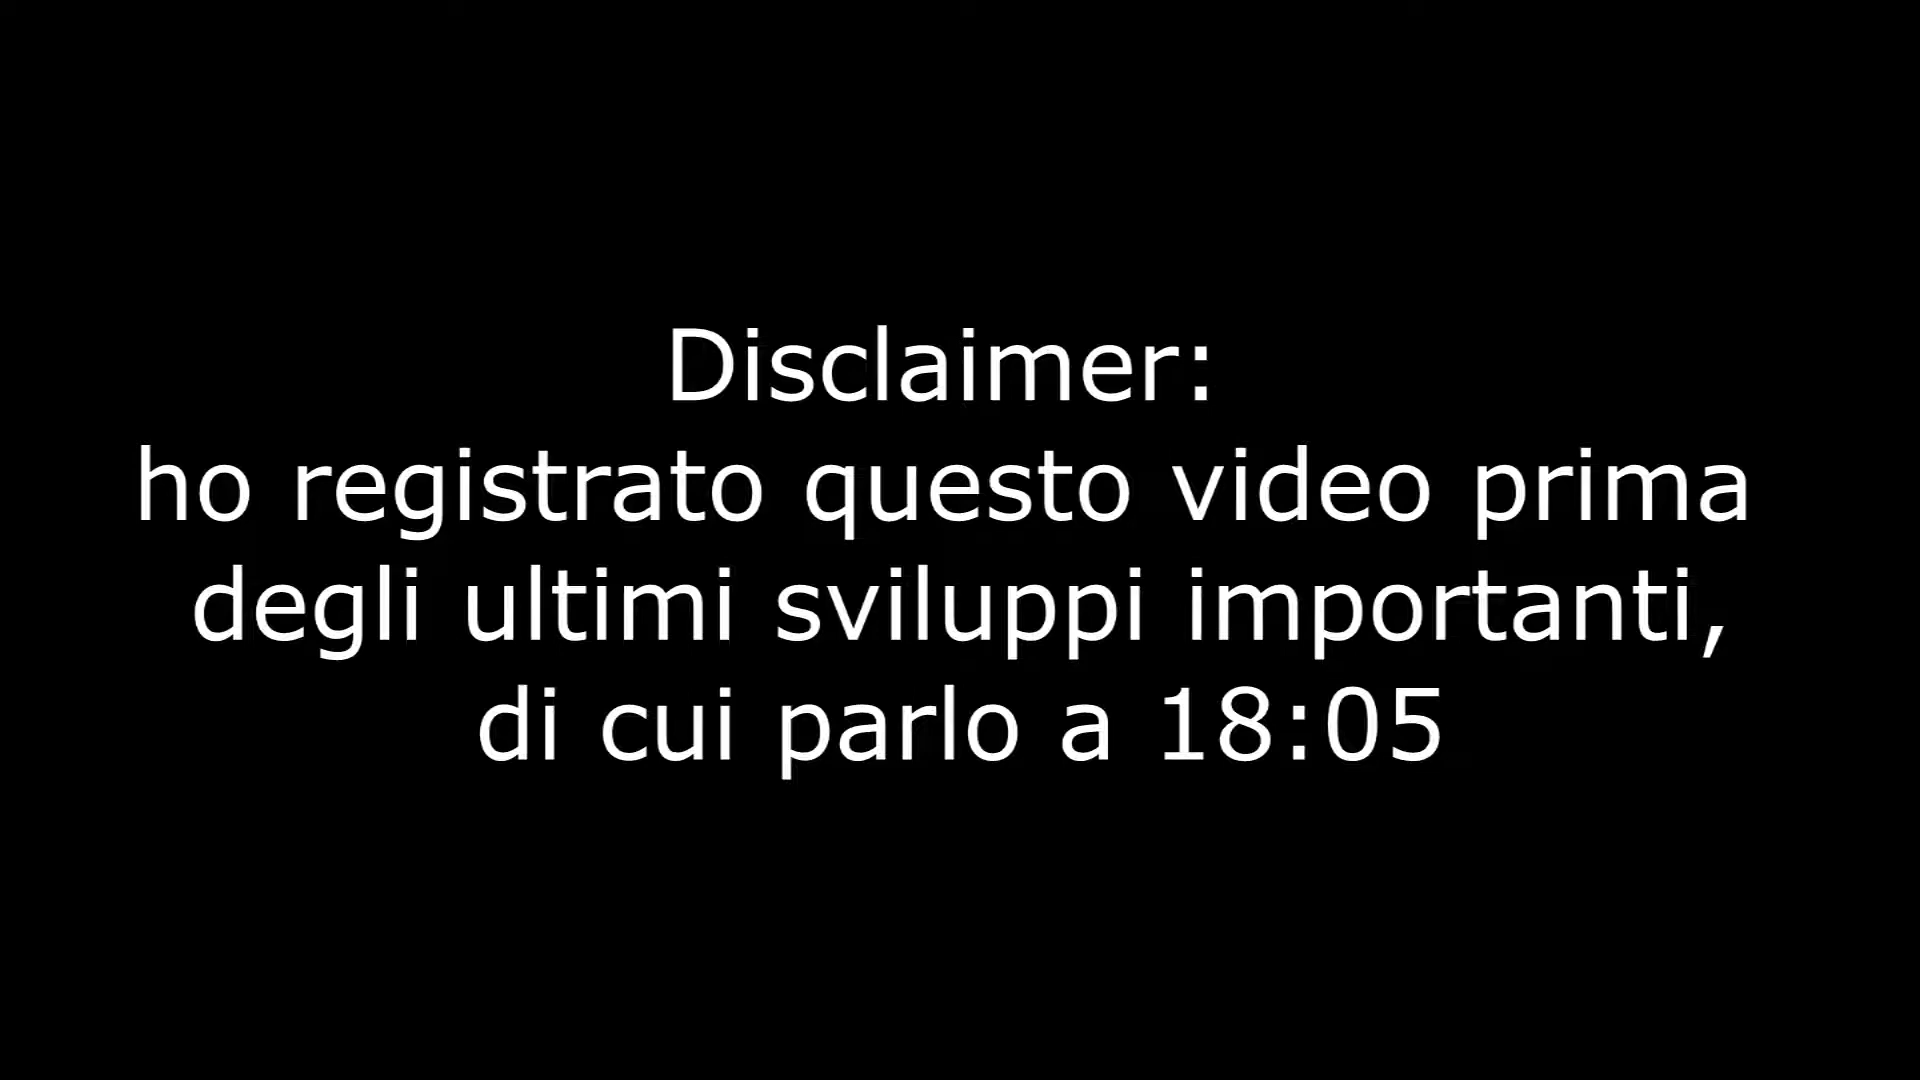 Disclaimer:
ho registrato questo video prima
degli ultimi sviluppi importanti,
di cui parlo a 18:05